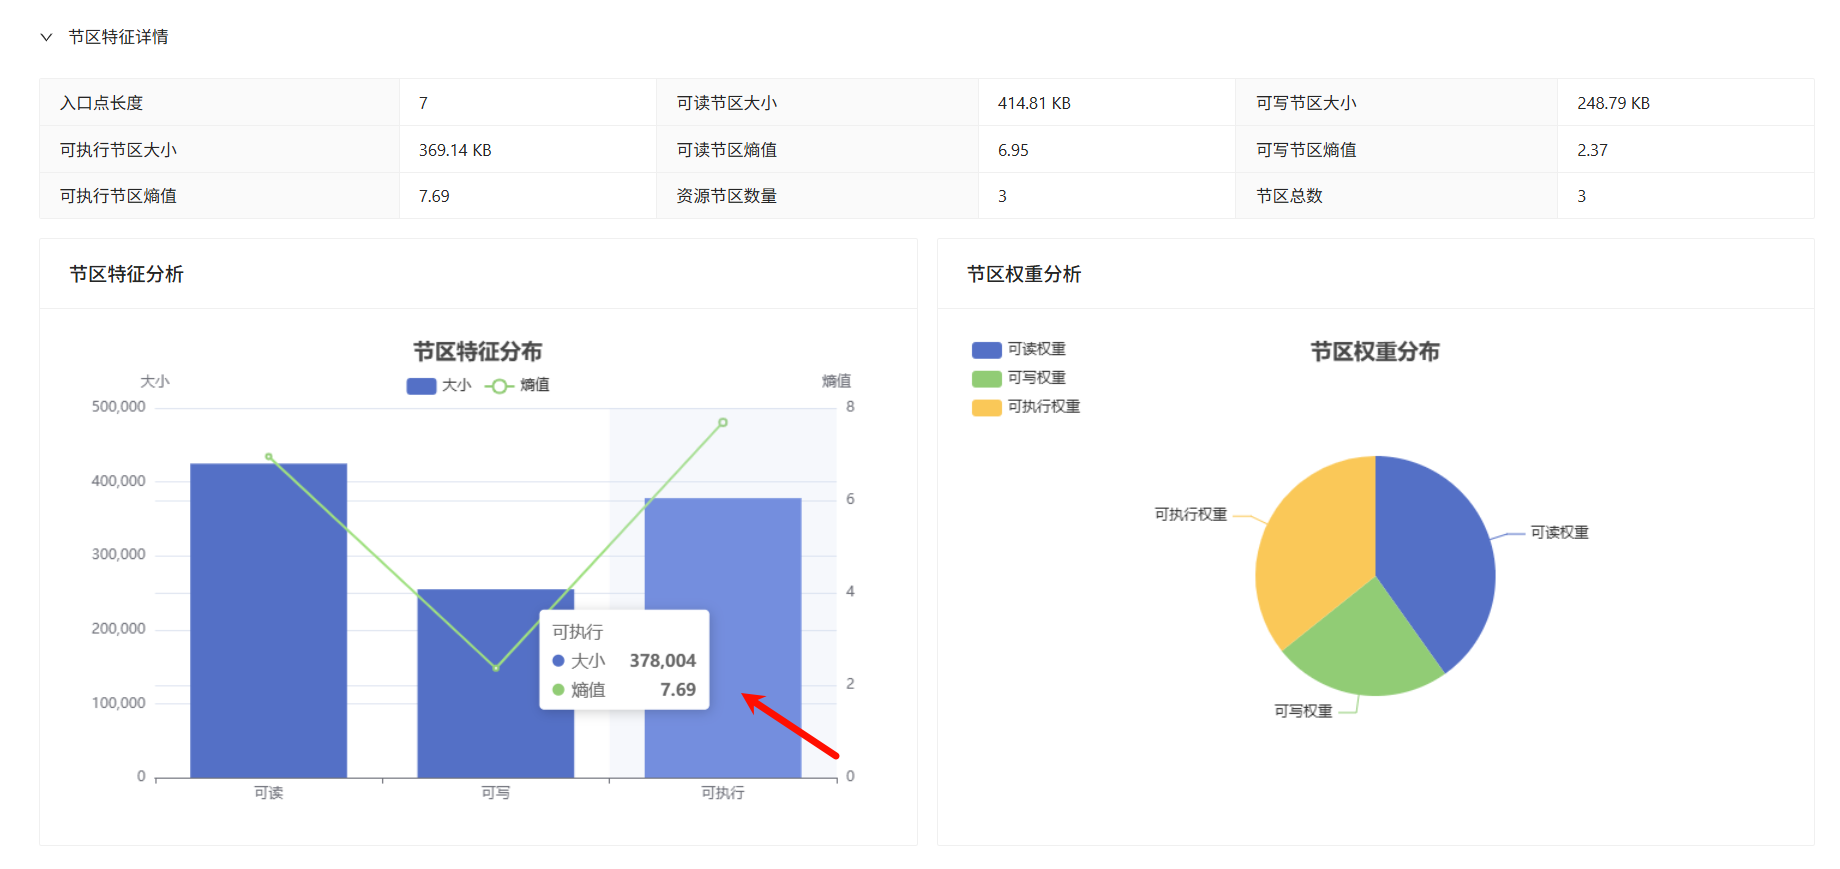 节区特征详情
入口点长度 7 可读节区大小 414.81 KB 可写节区大小 248.79 KB
可执行节区大小 369.14 KB 可读节区熵值 6.95 可写节区熵值 2.37
可执行节区熵值 7.69 资源节区数量 3 节区总数 3
节区特征分析
节区特征分布
大小 熵值
大小 熵值
500,000 8
400,000
6
300,000
4
200,000
2
100,000
0 0
可执行
大小 378,004
熵值 7.69
可读 可写 可执行
节区权重分析
节区权重分布
可读权重
可写权重
可执行权重
可执行权重
可读权重
可写权重